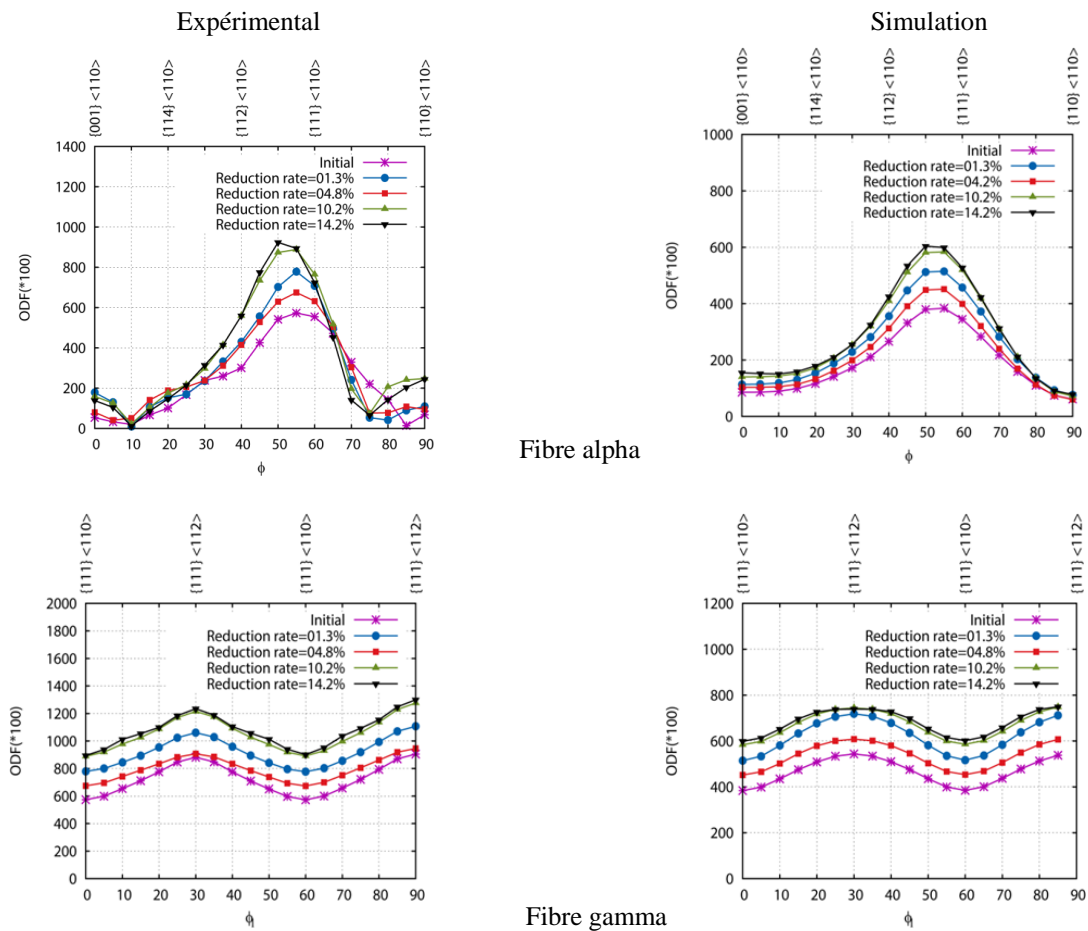 Expérimental
Simulation
{001} <110>
{114} <110>
{112} <110>
{111} <110>
{110} <110>
1400
1200
1000
800
600
400
200
0
ODF(*100)
Initial
Reduction rate=01.3%
Reduction rate=04.8%
Reduction rate=10.2%
Reduction rate=14.2%
0 10 20 30 40 50 60 70 80 90
ϕ
{001} <110>
{114} <110>
{112} <110>
{111} <110>
{110} <110>
1000
800
600
400
200
0
ODF(*100)
Initial
Reduction rate=01.3%
Reduction rate=04.2%
Reduction rate=10.2%
Reduction rate=14.2%
0 10 20 30 40 50 60 70 80 90
ϕ
Fibre alpha
{111} <110>
{111} <112>
{111} <110>
{111} <112>
2000
1800
1600
1400
1200
1000
800
600
400
200
0
ODF(*100)
Initial
Reduction rate=01.3%
Reduction rate=04.8%
Reduction rate=10.2%
Reduction rate=14.2%
0 10 20 30 40 50 60 70 80 90
ϕ1
{111} <110>
{111} <112>
{111} <110>
{111} <112>
1200
1000
800
600
400
200
0
ODF(*100)
Initial
Reduction rate=01.3%
Reduction rate=04.8%
Reduction rate=10.2%
Reduction rate=14.2%
0 10 20 30 40 50 60 70 80 90
ϕ1
Fibre gamma